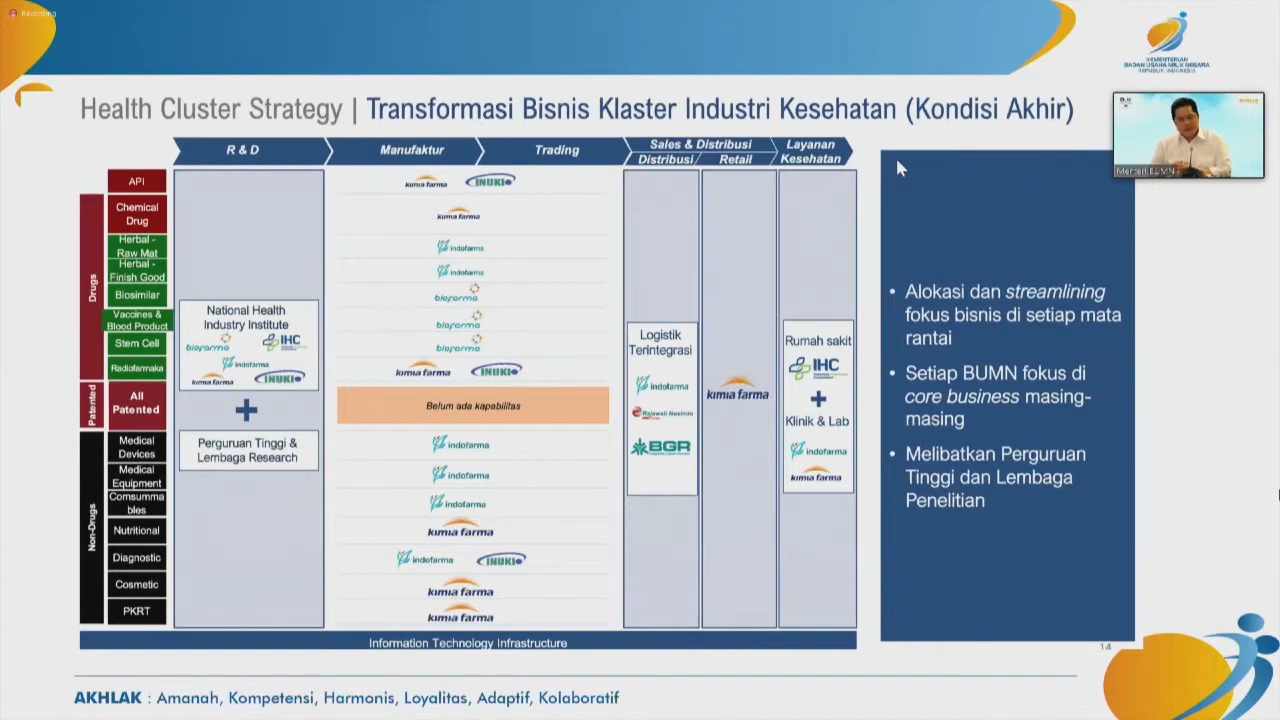 Recording
KEMENTERIAN
BADAN USAHA MILIK NEGARA
REPUBLIK INDONESIA
Health Cluster Strategy | Transformasi Bisnis Klaster Industri Kesehatan (Kondisi Akhir)
Menteri BUMN
R & D
Manufaktur
Trading
Sales & Distribusi
Distribusi
Retail
Layanan
Kesehatan
Drugs
API
kimia farma
INUKI
Chemical
Drug
kimia farma
Herbal -
Raw Mat
indofarma
Herbal -
Finish Good
indofarma
Biosimilar
biofarma
Vaccines &
Blood Product
biofarma
Stem Cell
biofarma
Radiofarmaka
kimia farma
INUKI
Patented
All
Patented
Belum ada kapabilitas
Non-Drugs
Medical
Devices
indofarma
Medical
Equipment
indofarma
Comsumma
bles
indofarma
Nutritional
kimia farma
Diagnostic
indofarma
INUKI
Cosmetic
kimia farma
PKRT
kimia farma
National Health
Industry Institute
biofarma
IHC
indofarma
kimia farma
INUKI
+
Perguruan Tinggi &
Lembaga Research
Logistik
Terintegrasi
indofarma
Rajawali Nusindo
BGR
kimia farma
Rumah sakit
IHC
+
Klinik & Lab
indofarma
kimia farma
Information Technology Infrastructure
• Alokasi dan streamlining
fokus bisnis di setiap mata
rantai
• Setiap BUMN fokus di
core business masing-
masing
• Melibatkan Perguruan
Tinggi dan Lembaga
Penelitian
14
AKHLAK : Amanah, Kompetensi, Harmonis, Loyalitas, Adaptif, Kolaboratif